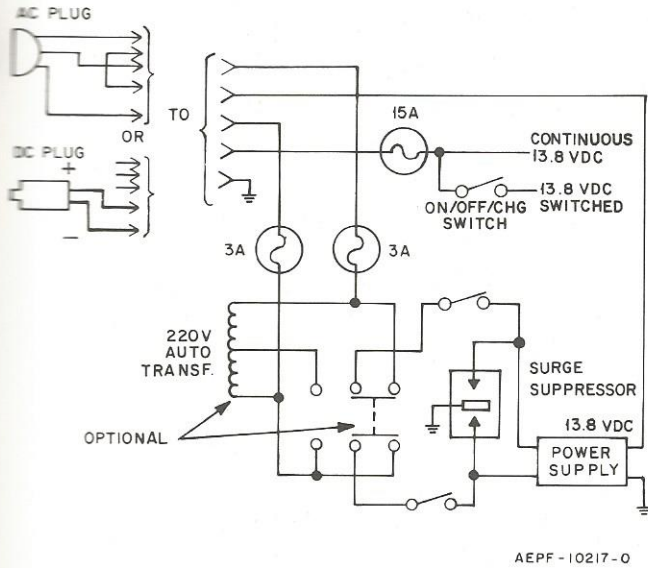 AC PLUG
OR
TO
DC PLUG
+
−
15A
CONTINUOUS
13.8 VDC
13.8 VDC
SWITCHED
ON/OFF/CHG
SWITCH
3A
3A
220V
AUTO
TRANSF.
OPTIONAL
SURGE
SUPPRESSOR
13.8 VDC
POWER
SUPPLY
AEPF-10217-O